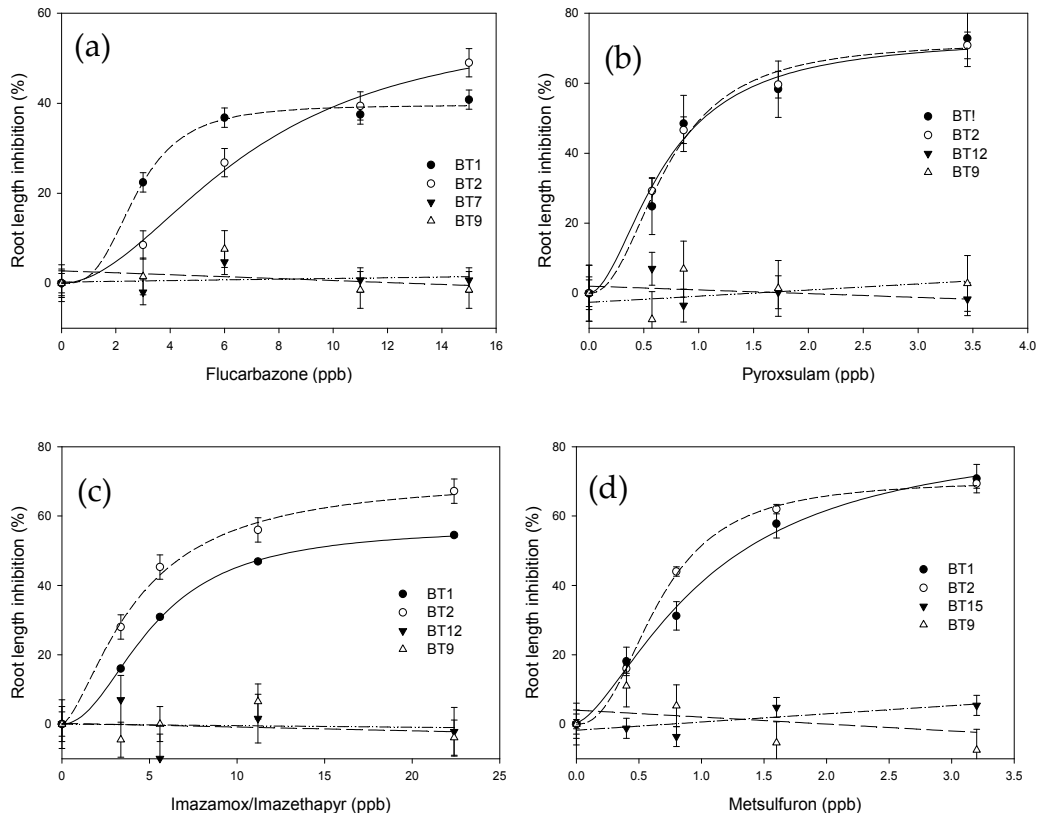 (a)
Root length inhibition (%)
60
40
20
0
BT1
BT2
BT7
BT9
0 2 4 6 8 10 12 14 16
Flucarbazone (ppb)
(b)
Root length inhibition (%)
80
60
40
20
0
BT!
BT2
BT12
BT9
0.0 0.5 1.0 1.5 2.0 2.5 3.0 3.5 4.0
Pyroxsulam (ppb)
(c)
Root length inhibition (%)
80
60
40
20
0
BT1
BT2
BT12
BT9
0 5 10 15 20 25
Imazamox/Imazethapyr (ppb)
(d)
Root length inhibition (%)
80
60
40
20
0
BT1
BT2
BT15
BT9
0.0 0.5 1.0 1.5 2.0 2.5 3.0 3.5
Metsulfuron (ppb)